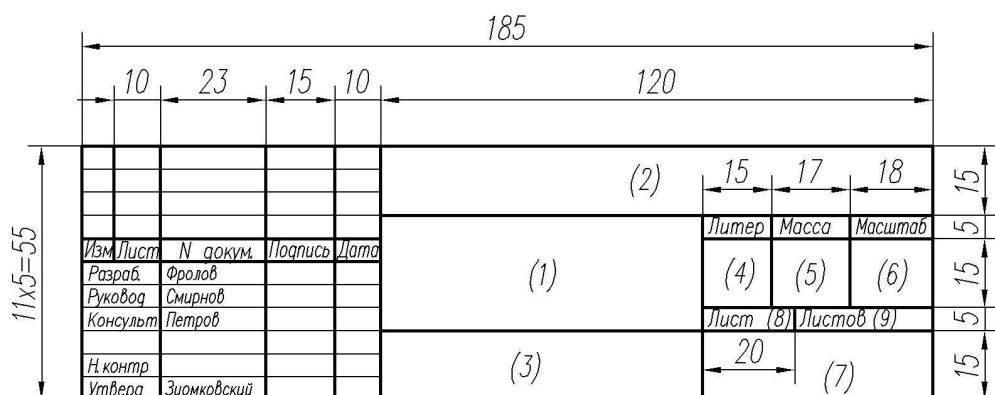 185
10 23 15 10 120
(2) 15 17 18 15
Литер Масса Масштаб 5
11х5=55
Изм Лист N докум. Подпись Дата
(1) (4) (5) (6) 15
Разраб. Фролов
Руковод Смирнов
Консульт Петров
Лист (8) Листов (9) 5
(3) 20 (7) 15
Н.контр
Утверд Зиомковский